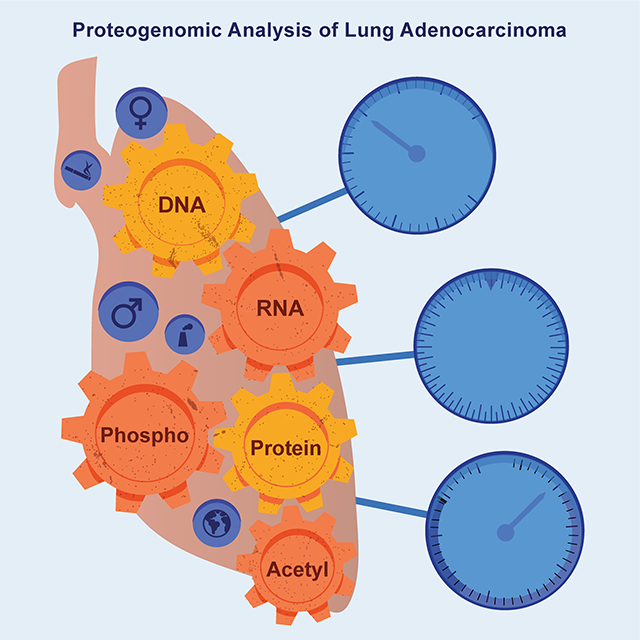 Proteogenomic Analysis of Lung Adenocarcinoma
DNA
RNA
Phospho
Protein
Acetyl